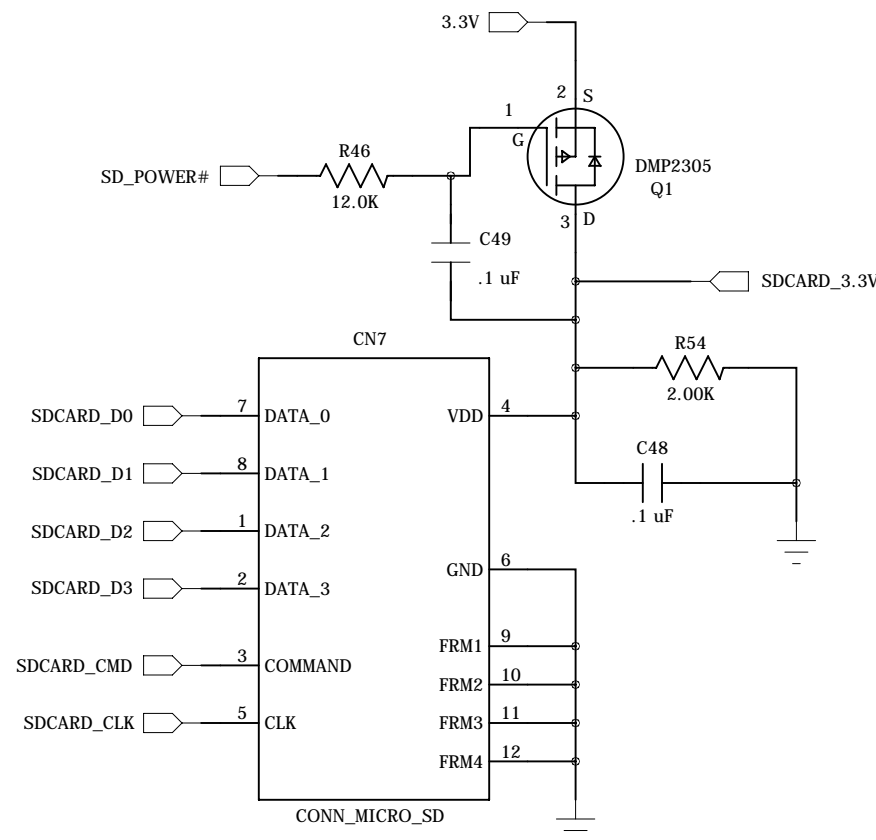 3.3V
2 S
1
G
R46
SD_POWER#
12.0K
DMP2305
Q1
3 D
C49
.1 uF
SDCARD_3.3V
CN7
R54
2.00K
SDCARD_D0 7 DATA_0 VDD 4
C48
.1 uF
SDCARD_D1 8 DATA_1
SDCARD_D2 1 DATA_2
GND 6
SDCARD_D3 2 DATA_3
FRM1 9
SDCARD_CMD 3 COMMAND
FRM2 10
SDCARD_CLK 5 CLK FRM3 11
FRM4 12
CONN_MICRO_SD